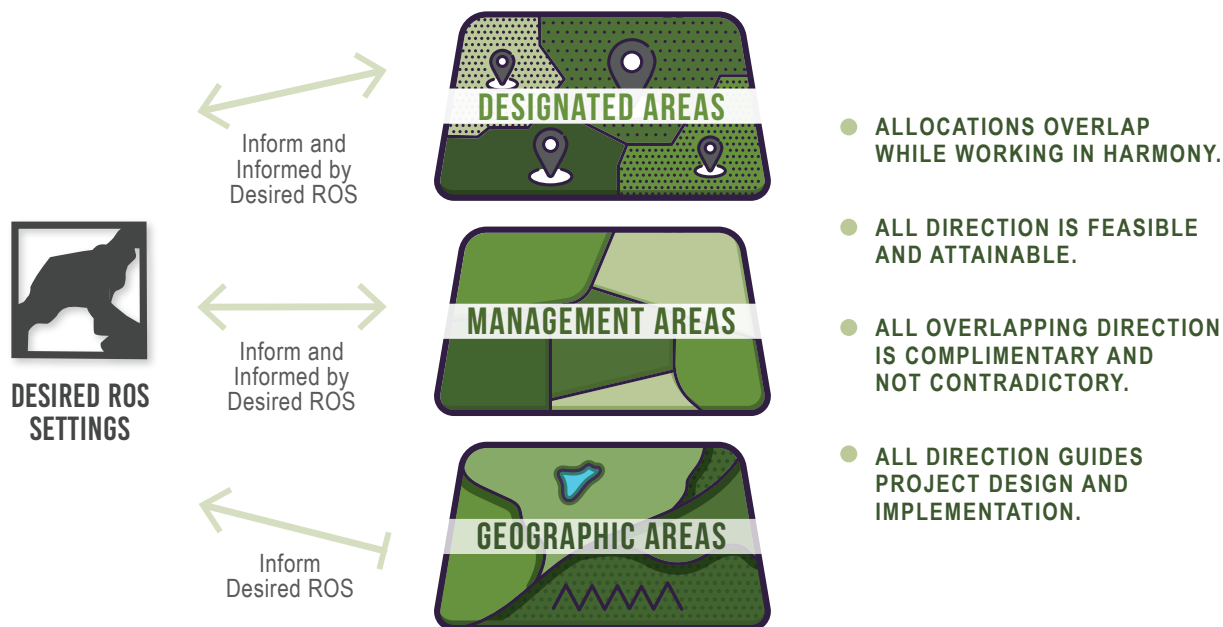 DESIGNATED AREAS
Inform and
Informed by
Desired ROS
MANAGEMENT AREAS
Inform and
Informed by
Desired ROS
DESIRED ROS
SETTINGS
GEOGRAPHIC AREAS
Inform
Desired ROS
ALLOCATIONS OVERLAP
WHILE WORKING IN HARMONY.
ALL DIRECTION IS FEASIBLE
AND ATTAINABLE.
ALL OVERLAPPING DIRECTION
IS COMPLIMENTARY AND
NOT CONTRADICTORY.
ALL DIRECTION GUIDES
PROJECT DESIGN AND
IMPLEMENTATION.